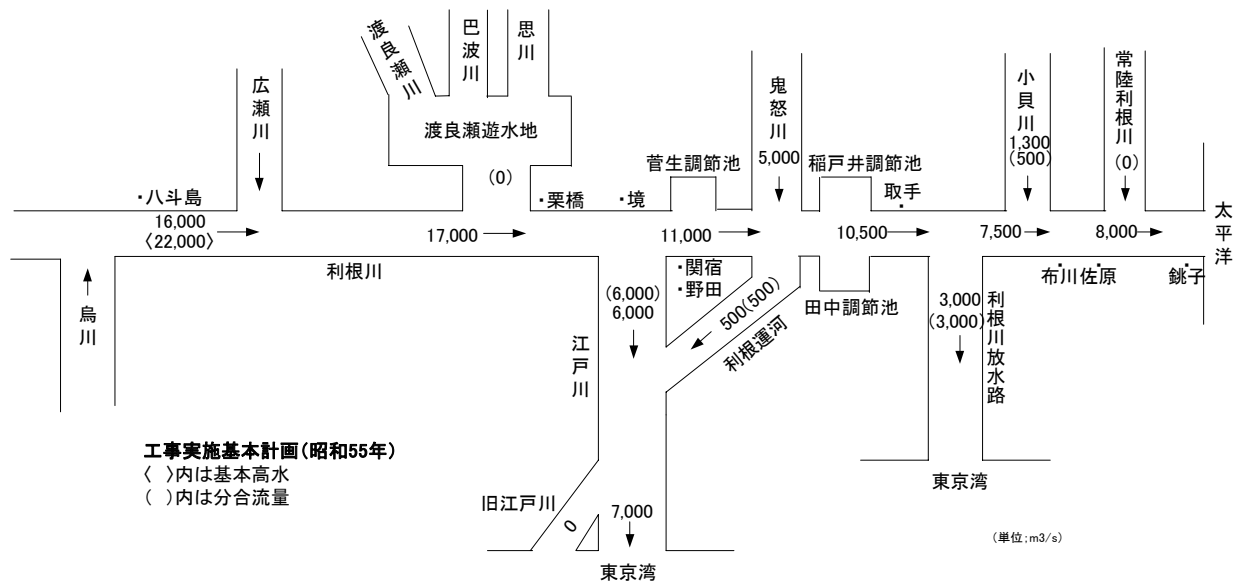 渡良瀬川
巴波川
思川
広瀬川
渡良瀬遊水地
(0)
鬼怒川
5,000
小貝川
1,300
(500)
常陸利根川
(0)
菅生調節池
稲戸井調節池
・八斗島
・栗橋
・境
取手
16,000
〈22,000〉
17,000
11,000
10,500
7,500
8,000
太平洋
利根川
烏川
・関宿
・野田
(6,000)
6,000
江戸川
500(500)
利根運河
田中調節池
3,000
(3,000)
利根川放水路
布川
佐原
銚子
工事実施基本計画(昭和55年)
〈 〉内は基本高水
( )内は分合流量
旧江戸川
0
7,000
東京湾
東京湾
(単位;m3/s)